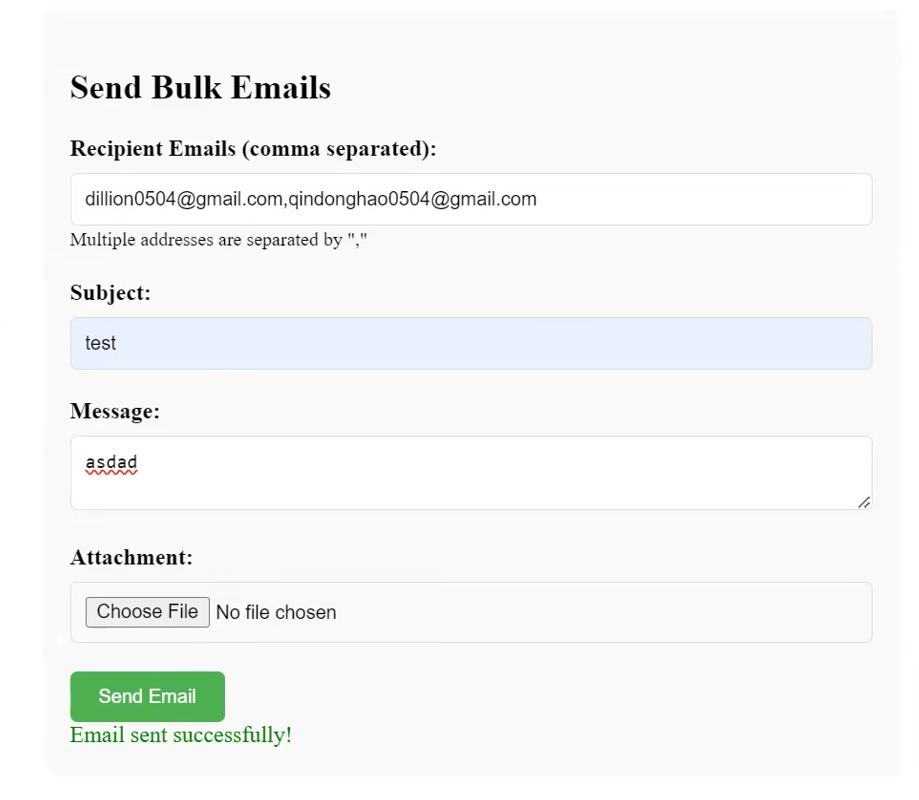 Send Bulk Emails
Recipient Emails (comma separated):
dillion0504@gmail.com,qindonghao0504@gmail.com
Multiple addresses are separated by ","
Subject:
test
Message:
asdad
Attachment:
Choose File No file chosen
Send Email
Email sent successfully!